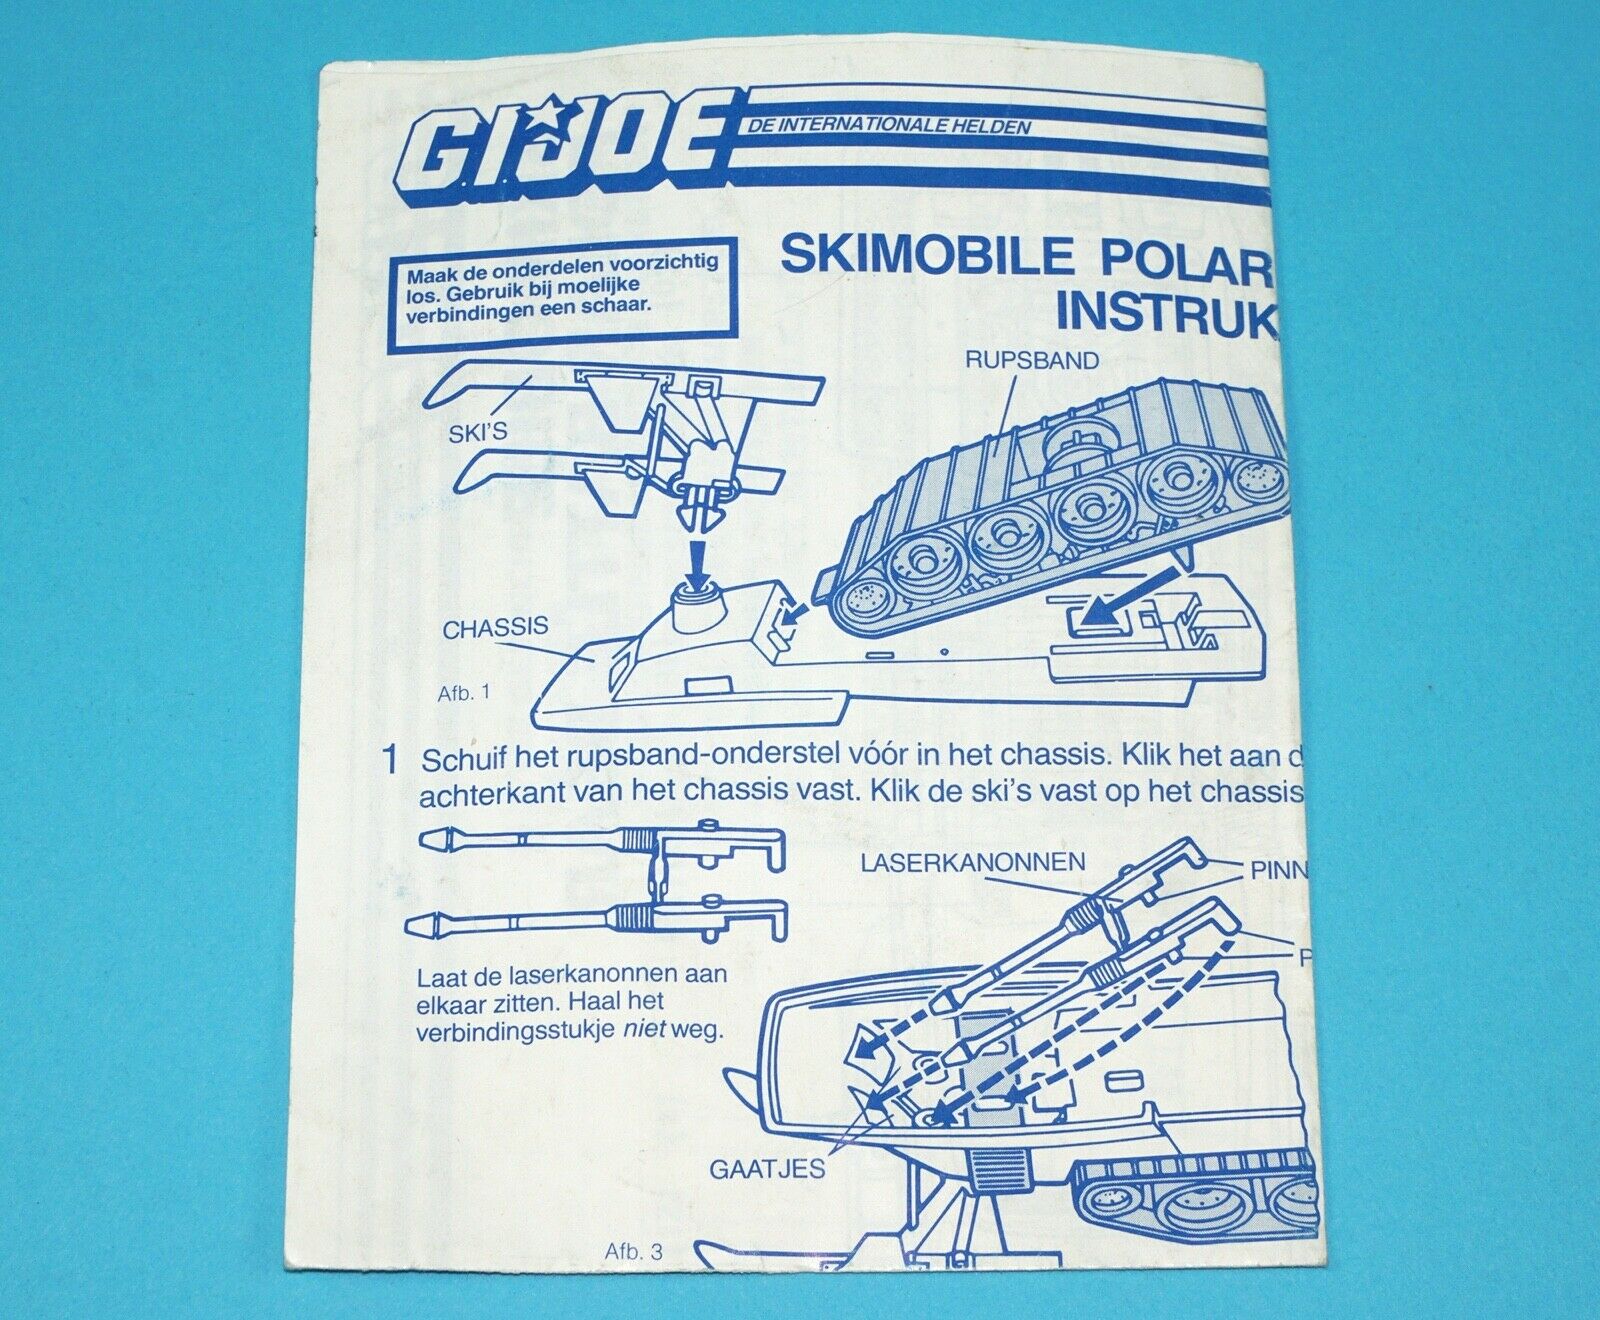 G.I. JOE
DE INTERNATIONALE HELDEN
SKIMOBILE POLAR
INSTRUK
Maak de onderdelen voorzichtig
los. Gebruik bij moelijke
verbindingen een schaar.
RUPSBAND
SKI'S
CHASSIS
Afb. 1
1 Schuif het rupsband-onderstel vóór in het chassis. Klik het aan d
achterkant van het chassis vast. Klik de ski's vast op het chassis
LASERKANONNEN
PINN
P
Laat de laserkanonnen aan
elkaar zitten. Haal het
verbindingsstukje niet weg.
GAATJES
Afb. 3